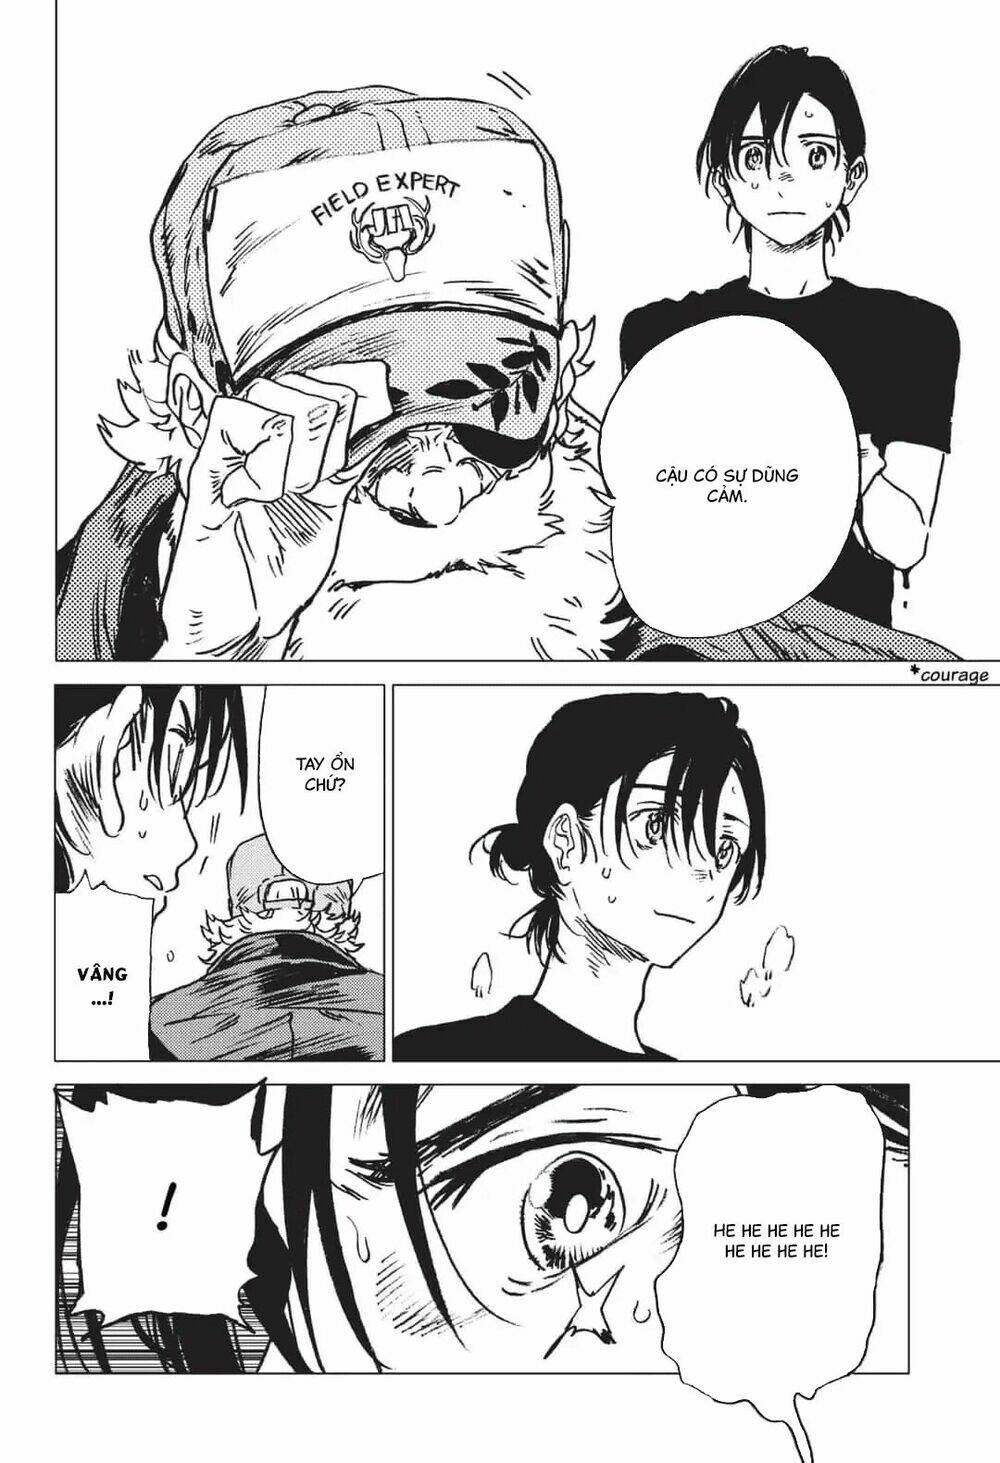 FIELD EXPERT
JA
CẬU CÓ SỰ DŨNG
CẢM.
*courage
TAY ỔN
CHỨ?
VÂNG
...!
!
HE HE HE HE HE
HE HE HE HE!